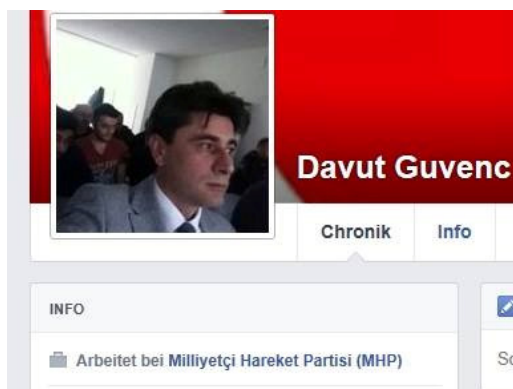 Davut Guvenc
Chronik Info
INFO
Arbeitet bei Milliyetçi Hareket Partisi (MHP)